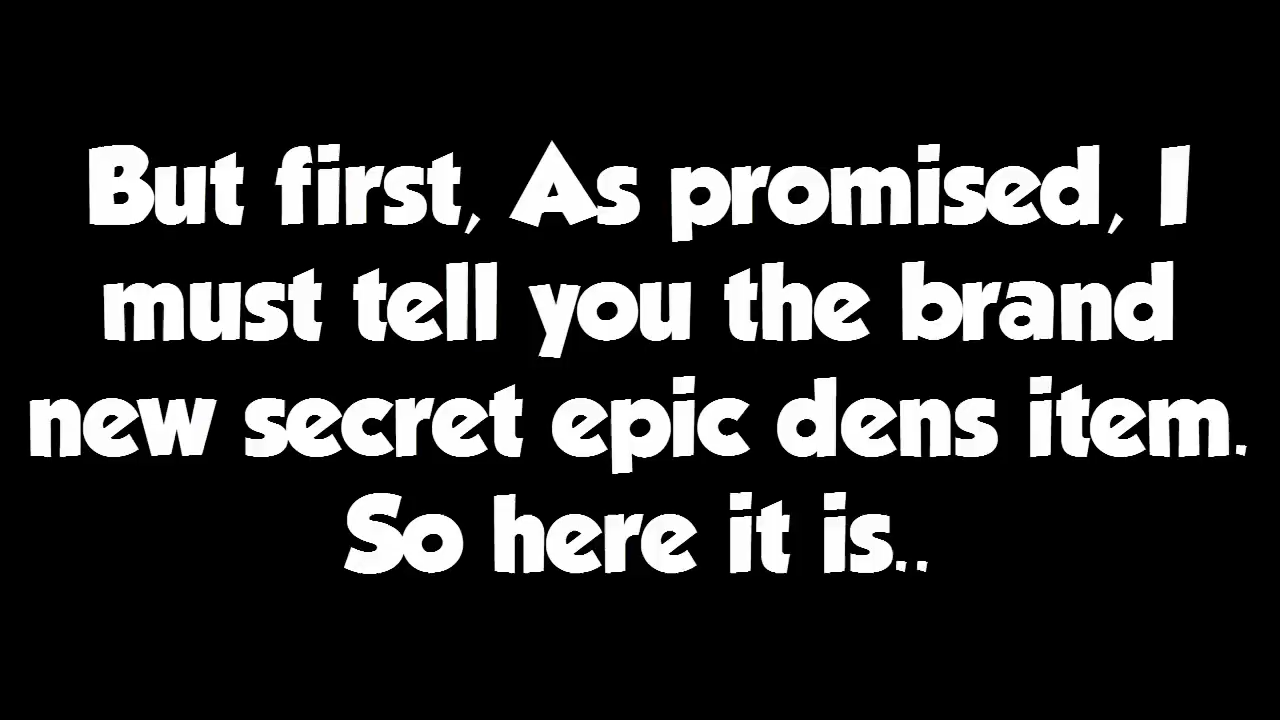 But first, As promised, I
must tell you the brand
new secret epic dens item.
So here it is..